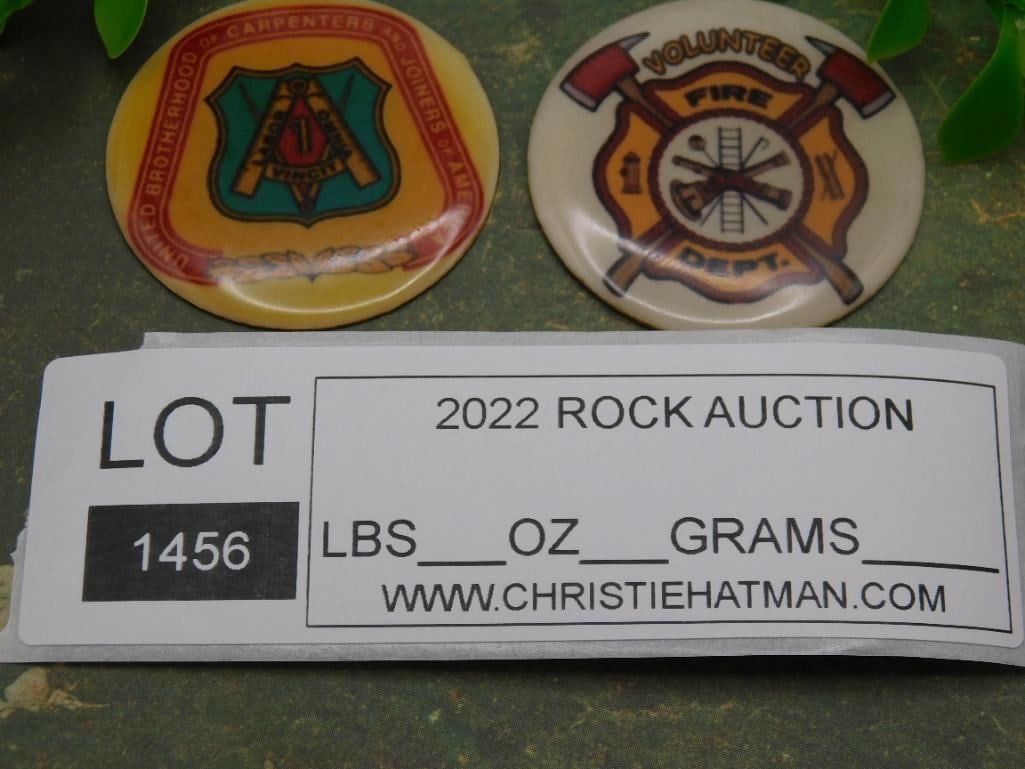 UNITED BROTHERHOOD OF CARPENTERS AND JOINERS OF AMERICA
LABOR OMNIA
VINCIT
VOLUNTEER
FIRE
DEPT.
LOT
1456
2022 ROCK AUCTION
LBS___OZ___GRAMS_____
WWW.CHRISTIEHATMAN.COM